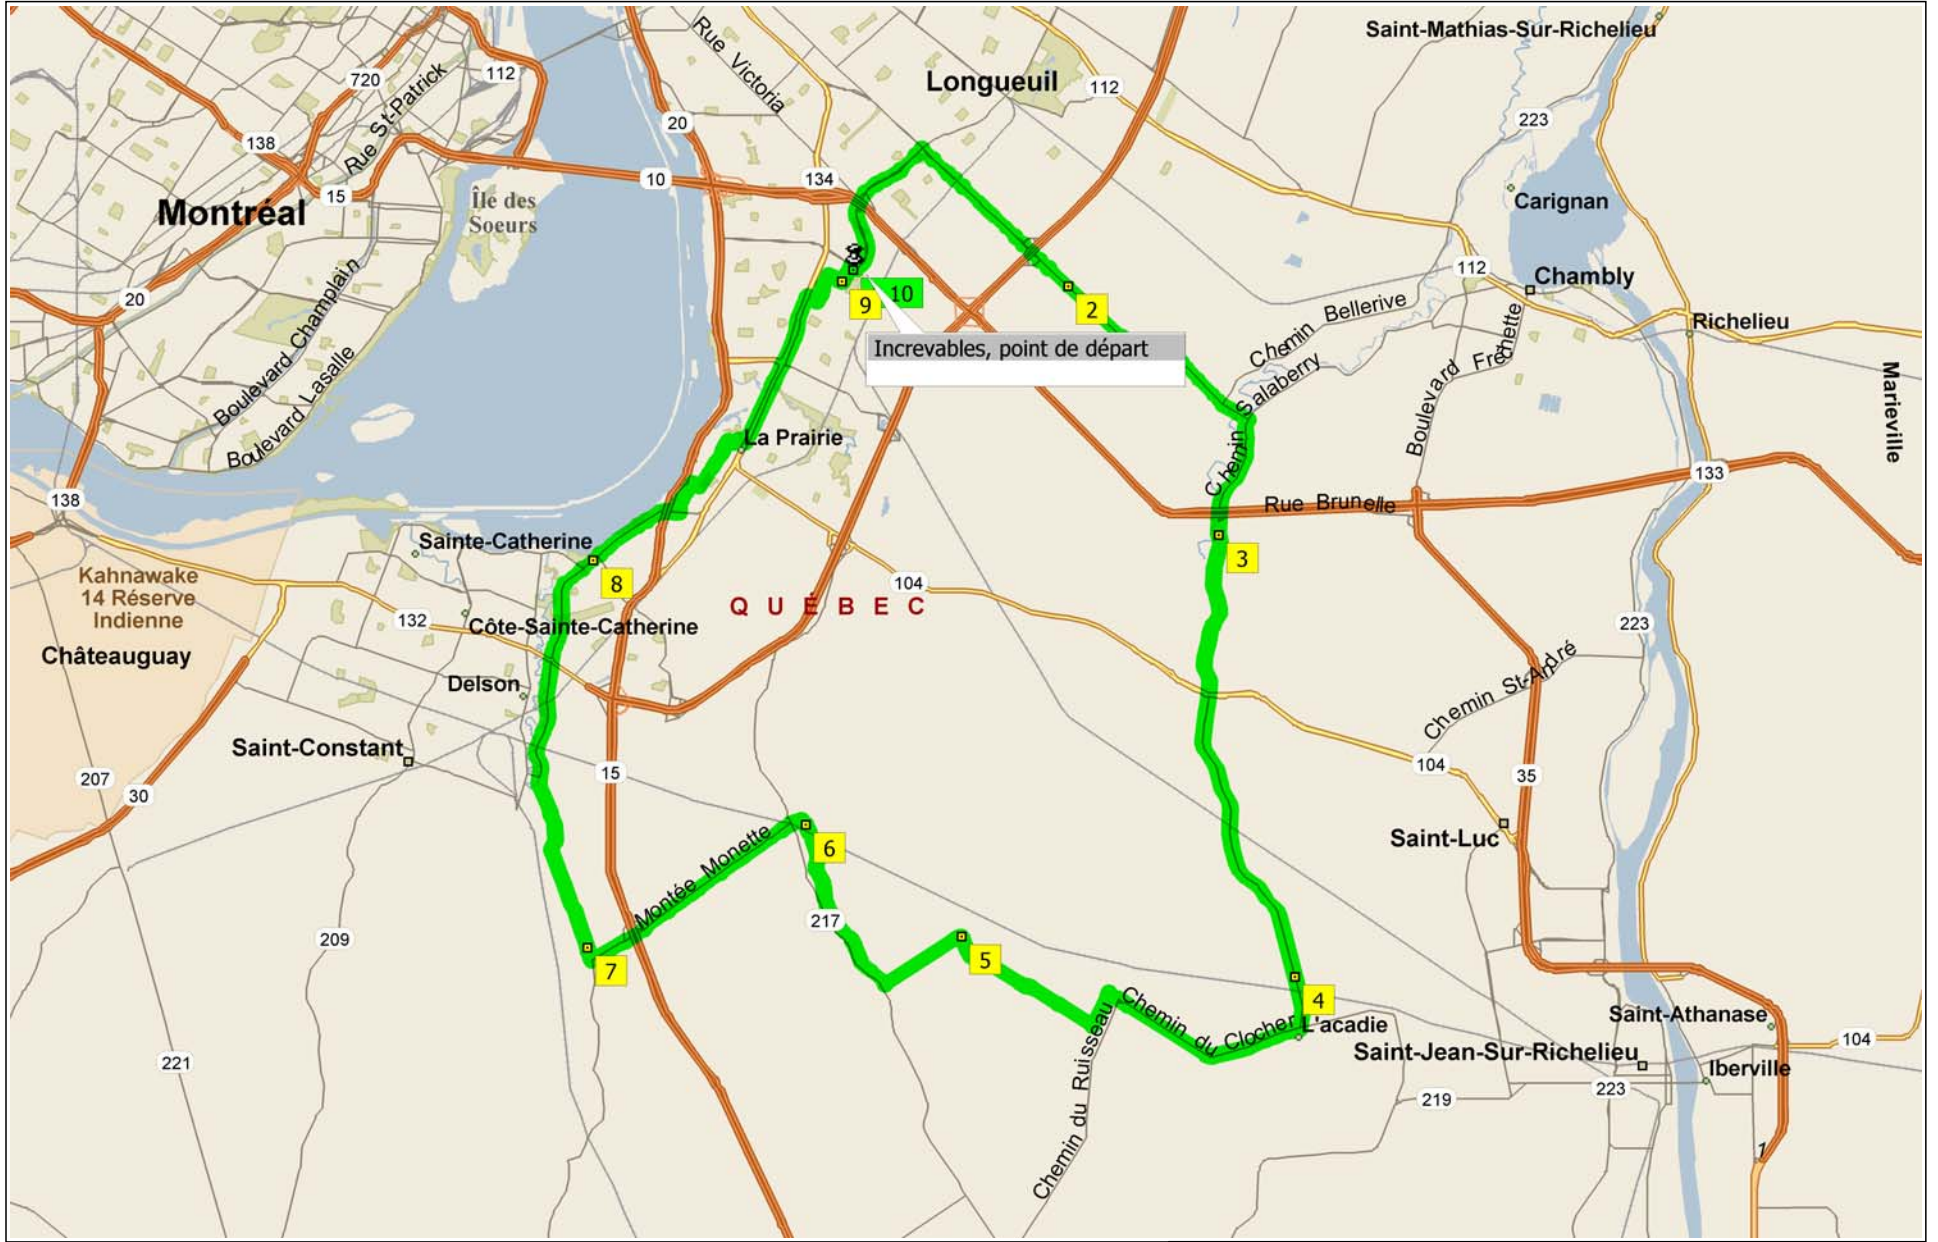 Saint-Mathias-Sur-Richelieu
Rue Victoria
Longueuil
720
112
112
Rue St-Patrick
20
223
138
10
134
15
Île des
Soeurs
Carignan
Montréal
112
Chambly
20
10
9
2
Richelieu
Chemin Bellerive
Increvables, point de départ
Boulevard Champlain
Boulevard Lasalle
Chemin Salaberry
Boulevard Frechette
Marieville
La Prairie
133
138
Rue Brunelle
Sainte-Catherine
3
Kahnawake
14 Réserve
Indienne
8
104
QUÉBEC
132
Côte-Sainte-Catherine
223
Châteauguay
Chemin St-André
Delson
Saint-Constant
207
15
104
35
30
Saint-Luc
6
Montée Monette
217
209
5
7
4
Chemin du Clocher
L'acadie
Saint-Athanase
Chemin du Ruisseau
104
Saint-Jean-Sur-Richelieu
221
Iberville
223
219
1